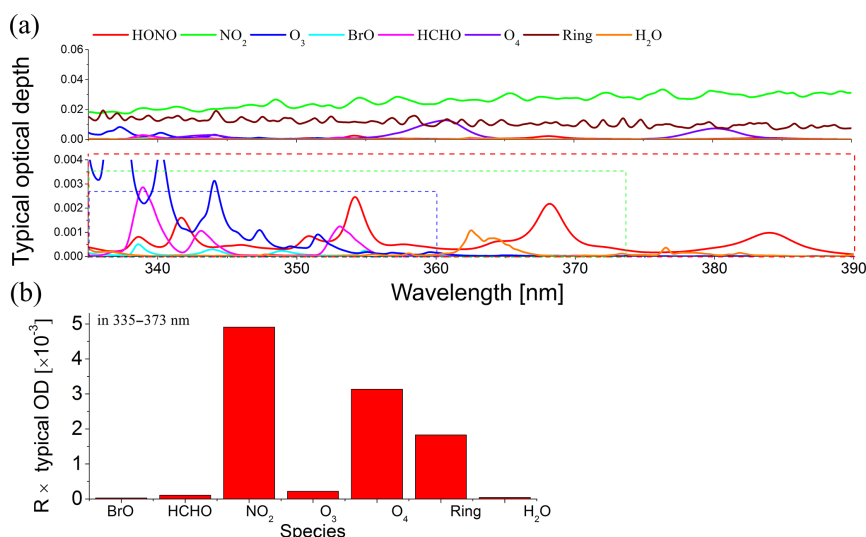 (a)
HONO NO₂ O₃ BrO HCHO O₄ Ring H₂O
Typical optical depth
0.06
0.04
0.02
0.00
0.004
0.003
0.002
0.001
0.000
340 350 360 370 380 390
Wavelength [nm]
(b)
in 335–373 nm
R × typical OD [×10⁻³]
5
4
3
2
1
0
BrO HCHO NO₂ O₃ O₄ Ring H₂O
Species